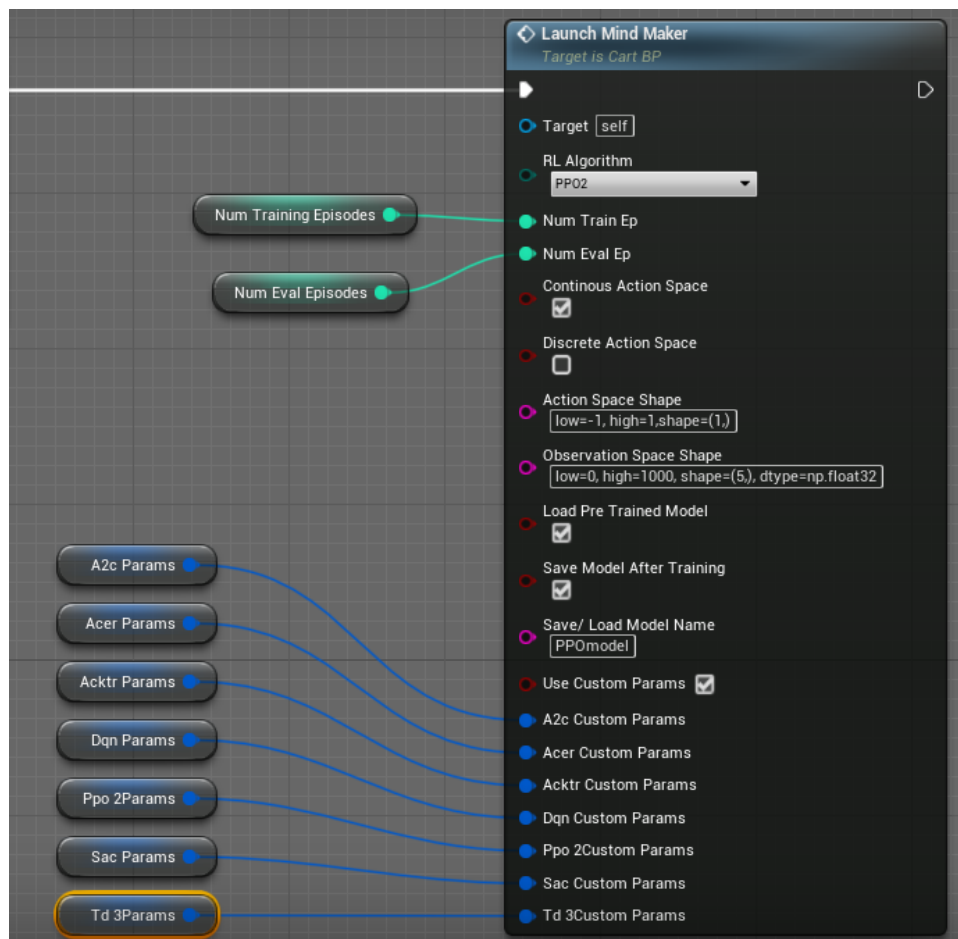 Launch Mind Maker
Target is Cart BP
Target self
RL Algorithm
PPO2
Num Training Episodes
Num Train Ep
Num Eval Ep
Num Eval Episodes
Continous Action Space
Discrete Action Space
Action Space Shape
low=-1, high=1,shape=(1,)
Observation Space Shape
low=0, high=1000, shape=(5,), dtype=np.float32
Load Pre Trained Model
Save Model After Training
Save/ Load Model Name
PPOmodel
Use Custom Params
A2c Params
Acer Params
Acktr Params
Dqn Params
Ppo 2Params
Sac Params
Td 3Params
A2c Custom Params
Acer Custom Params
Acktr Custom Params
Dqn Custom Params
Ppo 2Custom Params
Sac Custom Params
Td 3Custom Params